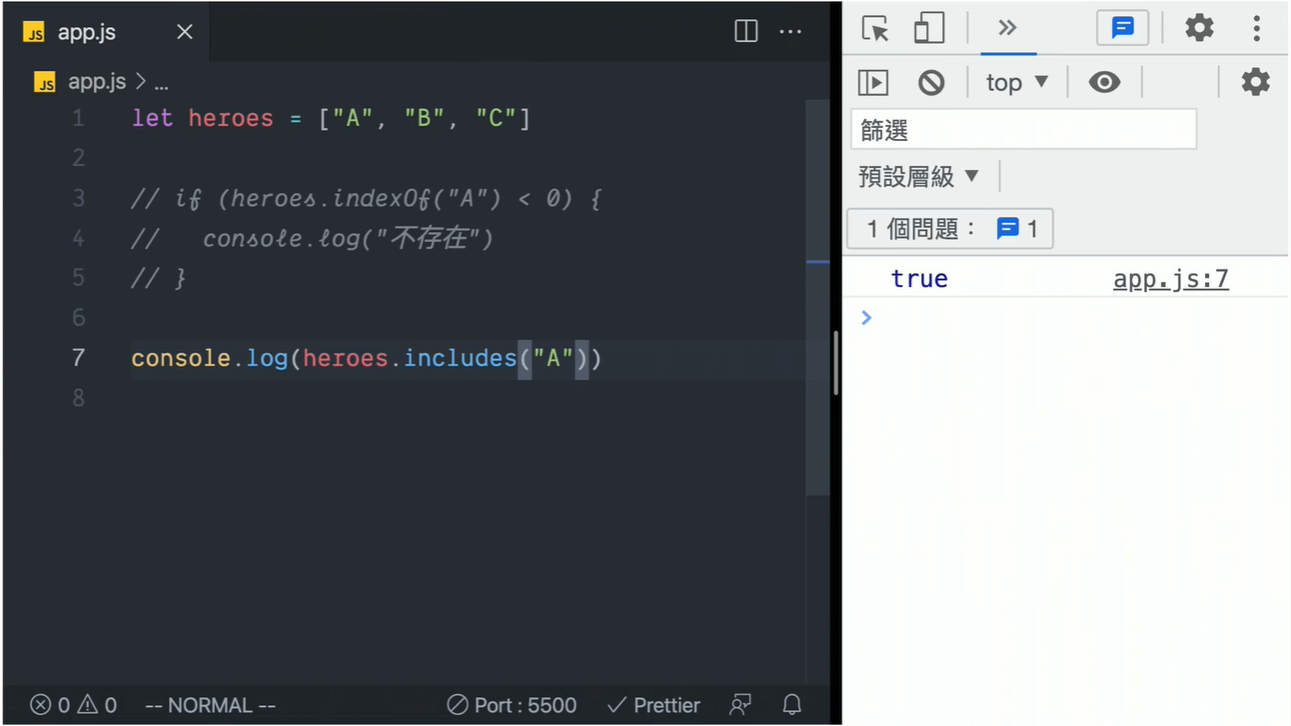 JS app.js
JS app.js > ...
1 let heroes = ["A", "B", "C"]
2
3 // if (heroes.indexOf("A") < 0) {
4 //   console.log("不存在")
5 // }
6
7 console.log(heroes.includes("A"))
8
0 0 -- NORMAL -- Port : 5500 Prettier
top
篩選
預設層級
1 個問題： 1
true app.js:7
>